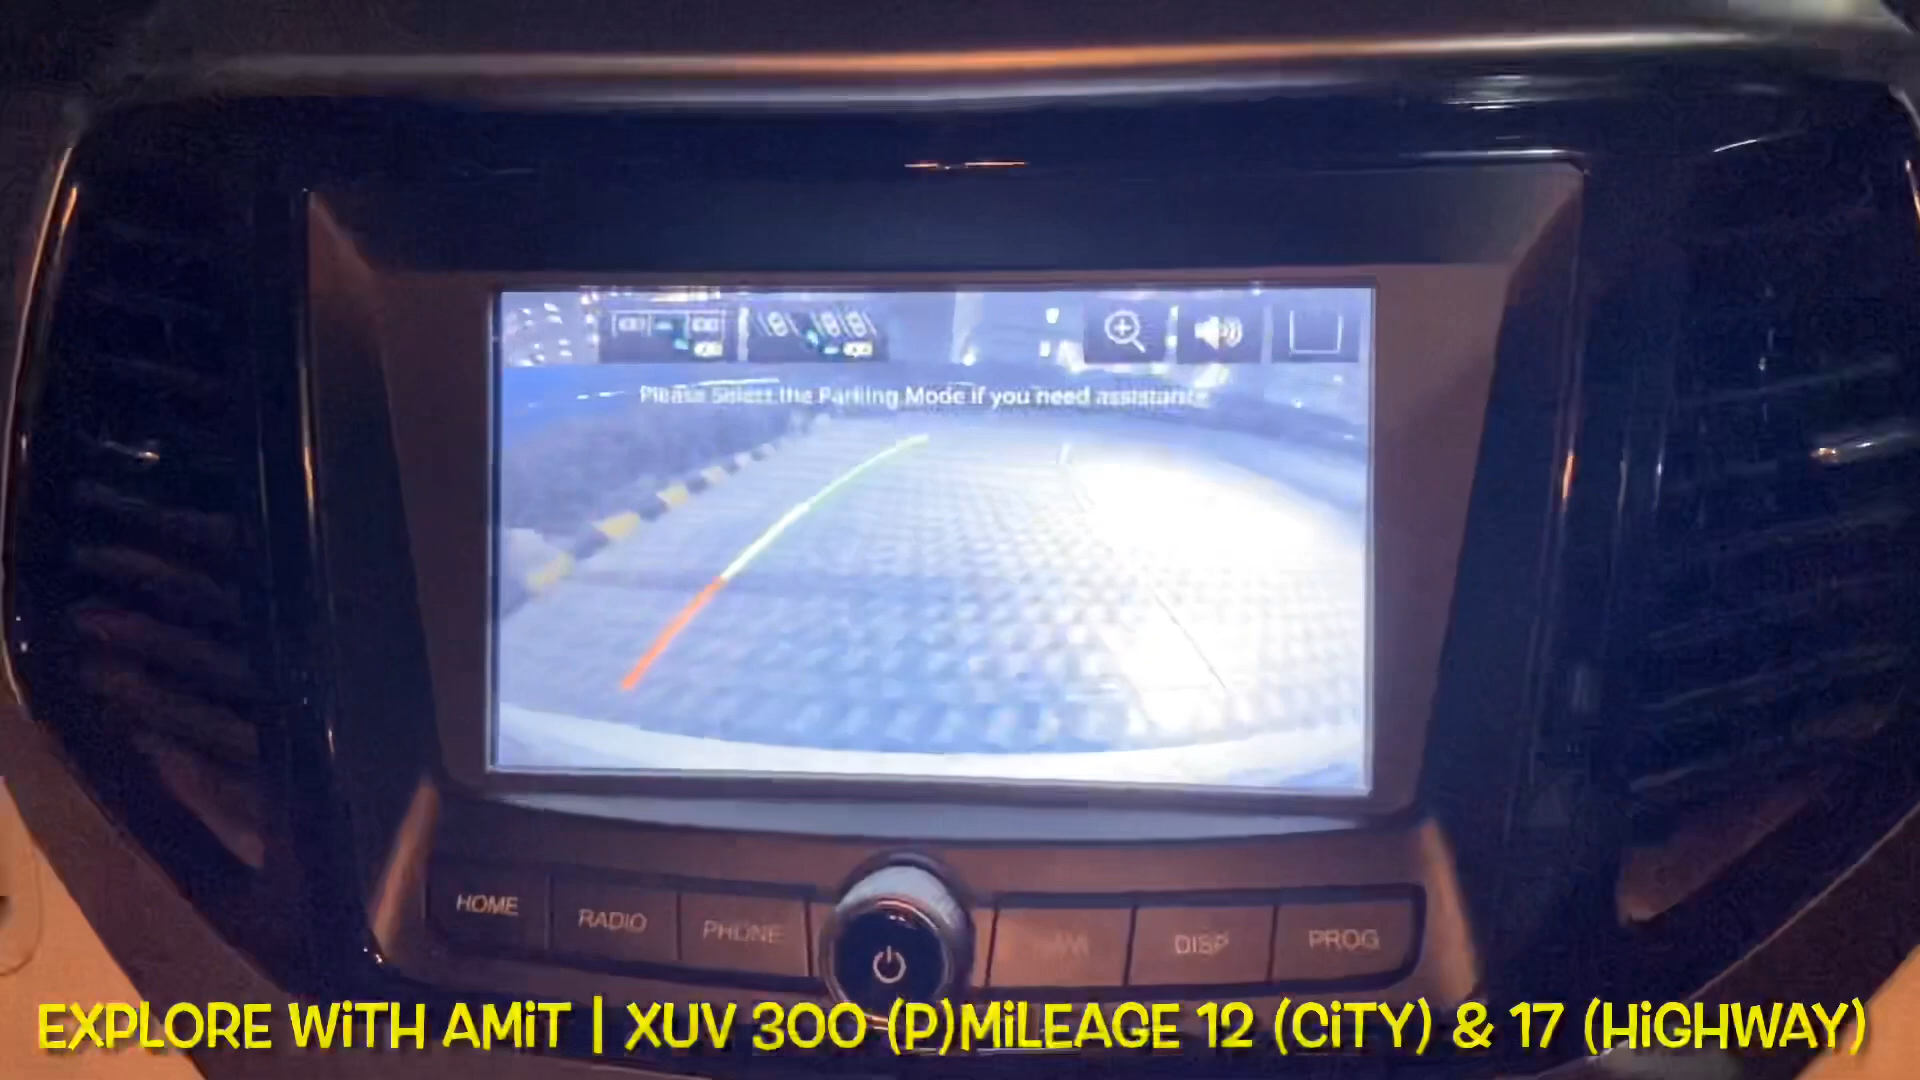 Please Select the Parking Mode if you need assistance
HOME
RADIO
PHONE
DISP
PROG
EXPLORE WiTH AMiT | XUV 300 (P)MiLEAGE 12 (CiTY) & 17 (HiGHWAY)